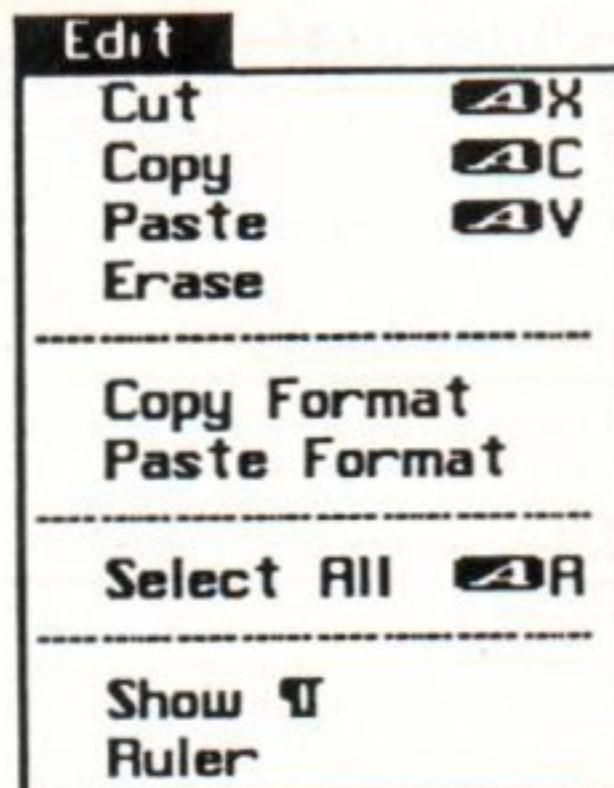 Edit
Cut A X
Copy A C
Paste A V
Erase
Copy Format
Paste Format
Select All A A
Show ¶
Ruler